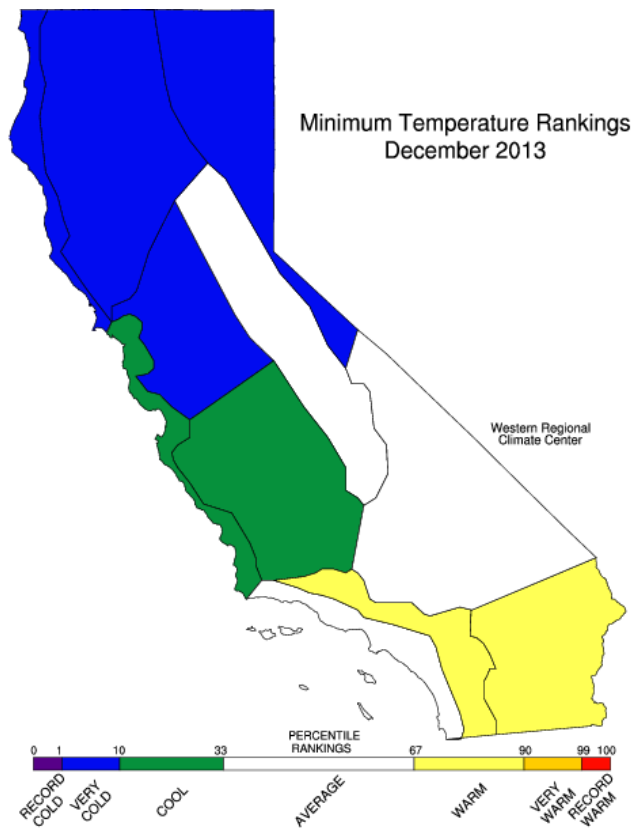 Minimum Temperature Rankings
December 2013
Western Regional
Climate Center
PERCENTILE
RANKINGS
0 1 10 33 67 90 99 100
RECORD
COLD
VERY
COLD
COOL
AVERAGE
WARM
VERY
WARM
RECORD
WARM